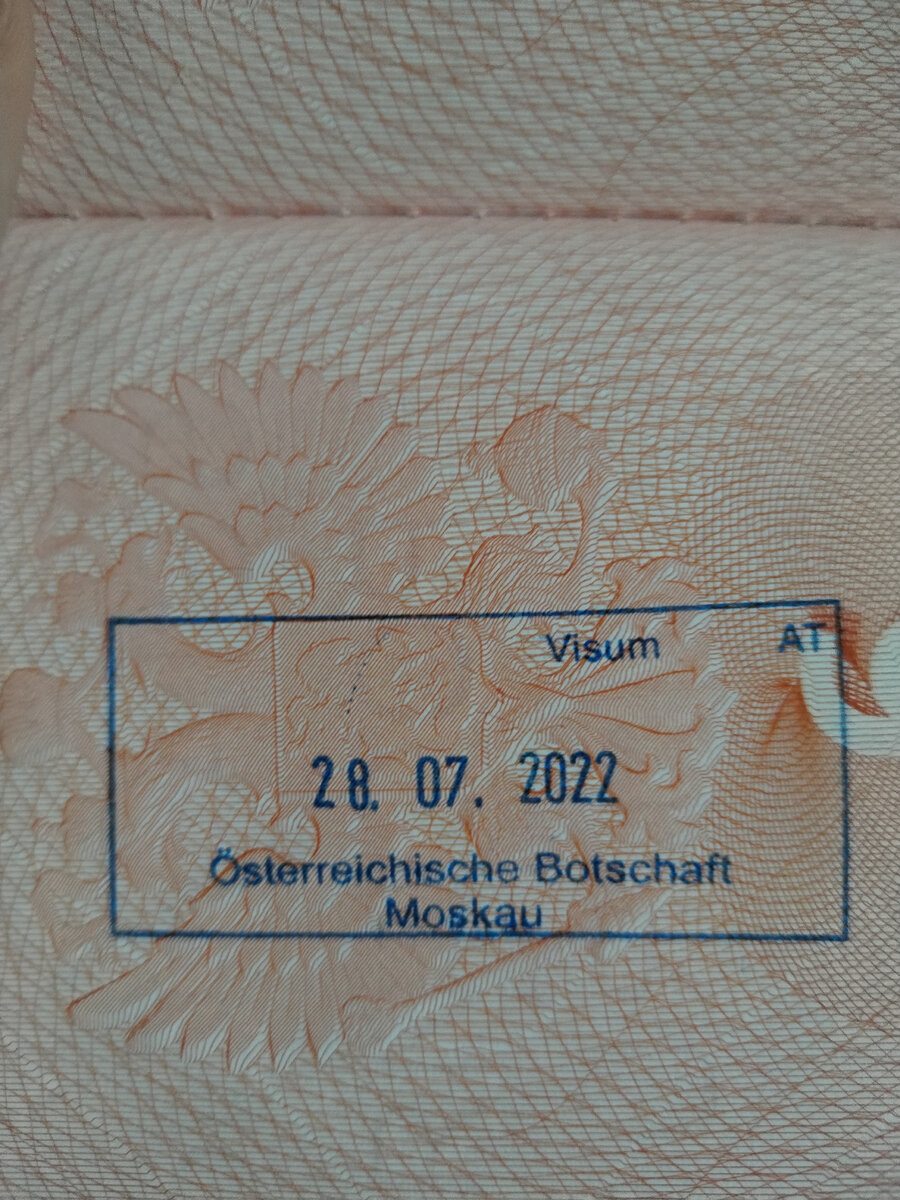 Visum AT
28. 07. 2022
Österreichische Botschaft
Moskau